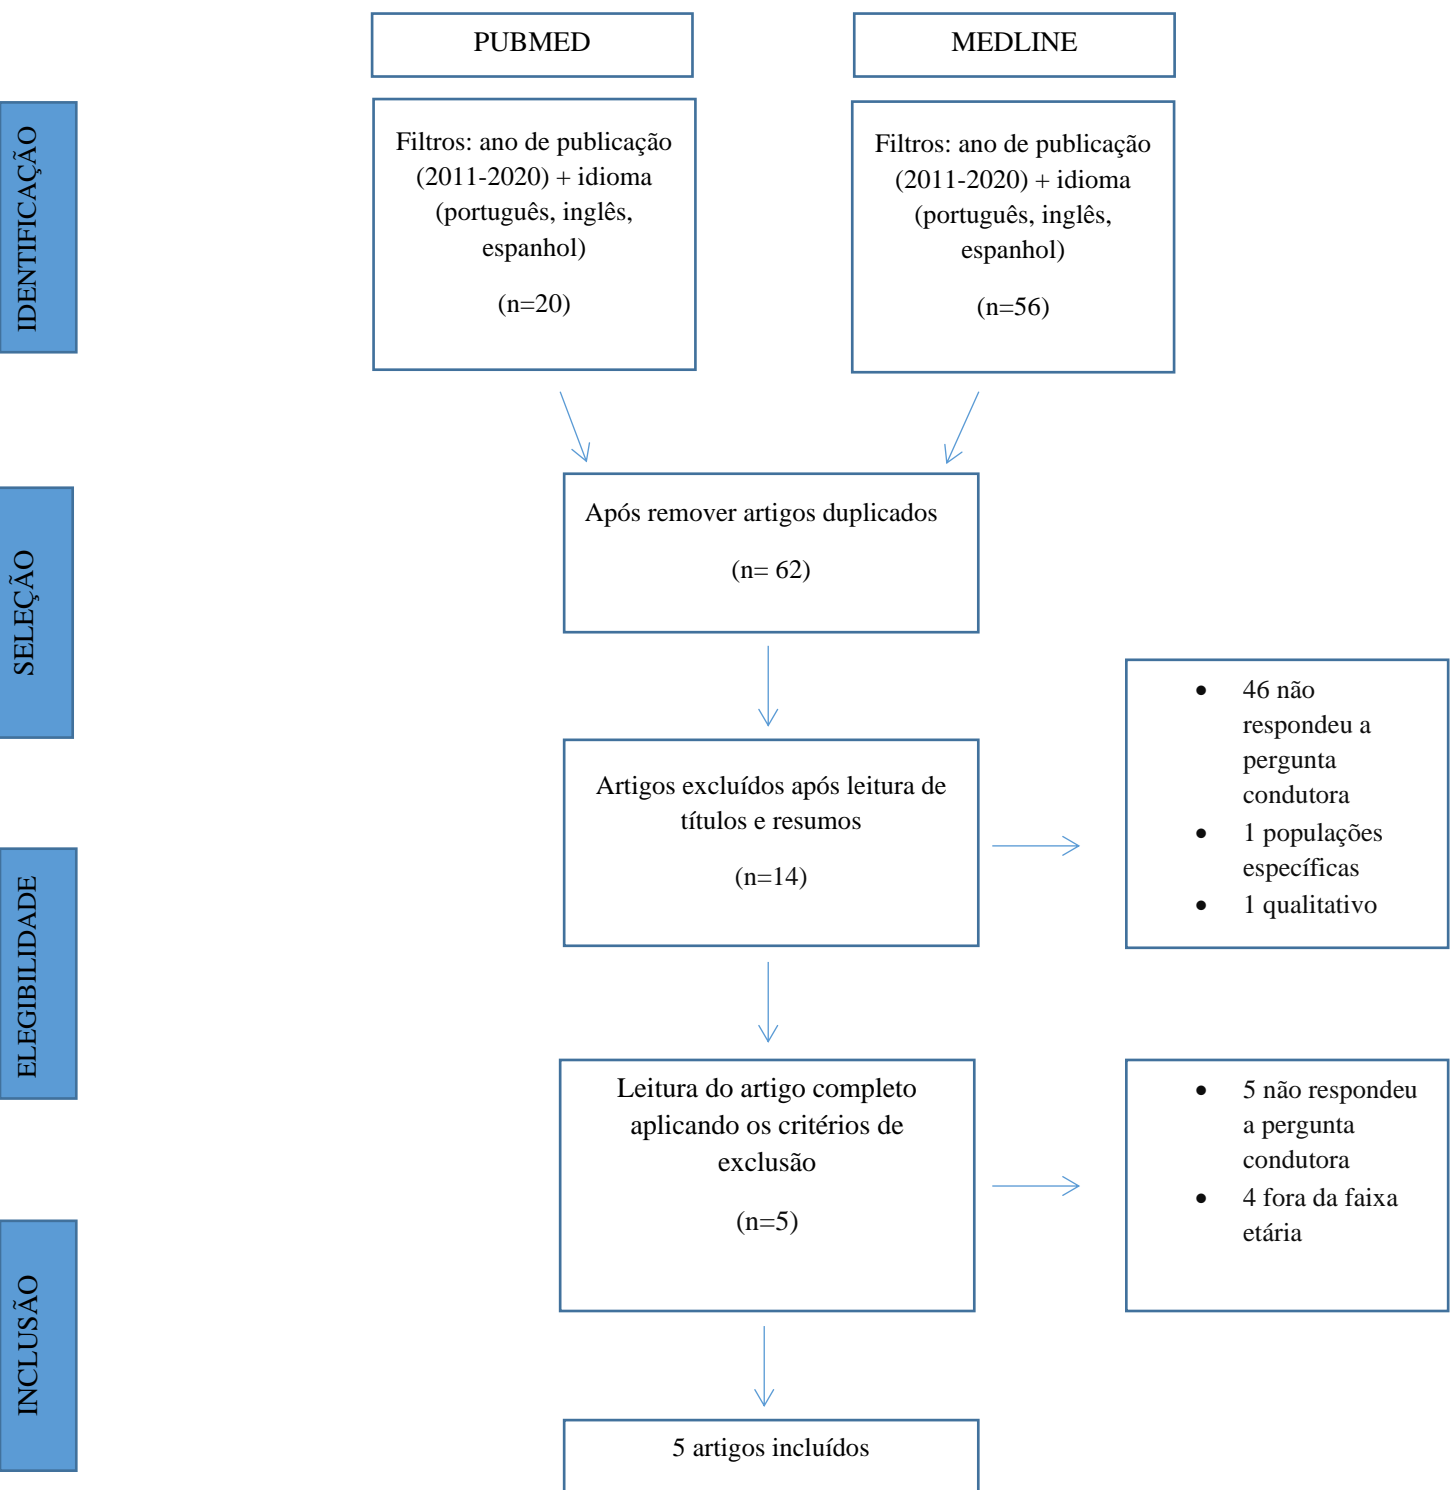 PUBMED
MEDLINE
IDENTIFICAÇÃO
Filtros: ano de publicação
(2011-2020) + idioma
(português, inglês,
espanhol)
(n=20)
Filtros: ano de publicação
(2011-2020) + idioma
(português, inglês,
espanhol)
(n=56)
SELEÇÃO
Após remover artigos duplicados
(n= 62)
Artigos excluídos após leitura de
títulos e resumos
(n=14)
• 46 não
respondeu a
pergunta
condutora
• 1 populações
específicas
• 1 qualitativo
ELEGIBILIDADE
Leitura do artigo completo
aplicando os critérios de
exclusão
(n=5)
• 5 não respondeu
a pergunta
condutora
• 4 fora da faixa
etária
INCLUSÃO
5 artigos incluídos